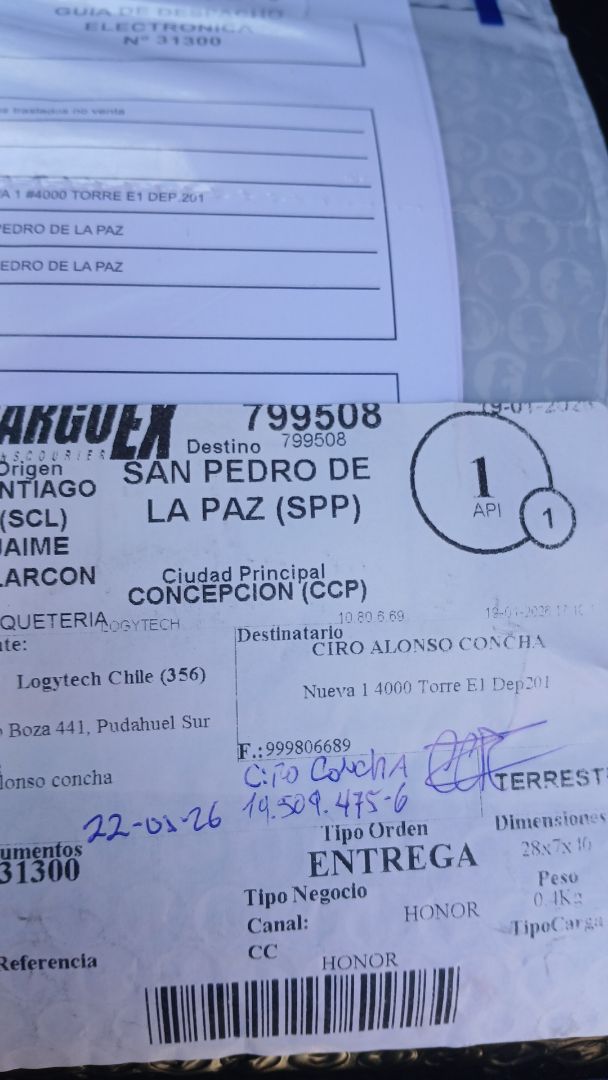 GUIA DE DESPACHO
ELECTRONICA
N° 31300
traslados no venta
A 1 #4000 TORRE E1 DEP.201
PEDRO DE LA PAZ
PEDRO DE LA PAZ
ARGUEX
799508
Destino 799508
Origen
NTIAGO
(SCL)
JAIME
LARCON
SAN PEDRO DE
LA PAZ (SPP)
1
API
1
Ciudad Principal
CONCEPCION (CCP)
QUETERIA
LOGYTECH
10.80.6.69
te:
Logytech Chile (356)
Boza 441, Pudahuel Sur
lonso concha
Destinatario
CIRO ALONSO CONCHA
Nueva 1 4000 Torre E1 Dep201
F.:999806689
Ciro Concha
TERREST
22-01-26
19.509.475-6
umentos
31300
Tipo Orden
ENTREGA
Dimensiones
28x7x16
Peso
0.4Kg
TipoCarga
Tipo Negocio
Canal:
HONOR
CC
HONOR
Referencia